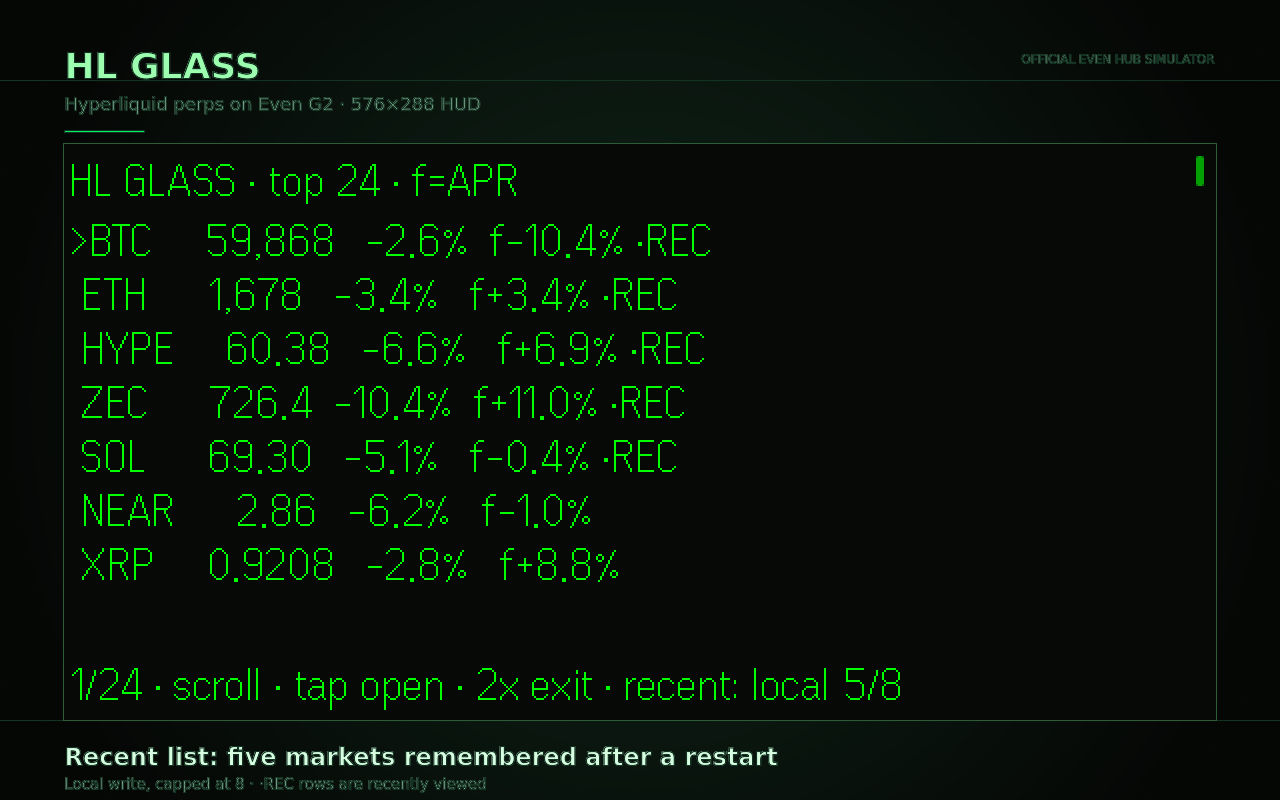 HL GLASS
OFFICIAL EVEN HUB SIMULATOR
Hyperliquid perps on Even G2 · 576×288 HUD
HL GLASS · top 24 · f=APR
>BTC 59,868 -2.6% f-10.4% ·REC
ETH 1,678 -3.4% f+3.4% ·REC
HYPE 60.38 -6.6% f+6.9% ·REC
ZEC 726.4 -10.4% f+11.0% ·REC
SOL 69.30 -5.1% f-0.4% ·REC
NEAR 2.86 -6.2% f-1.0%
XRP 0.9208 -2.8% f+8.8%
1/24 · scroll · tap open · 2x exit · recent: local 5/8
Recent list: five markets remembered after a restart
Local write, capped at 8 · ·REC rows are recently viewed